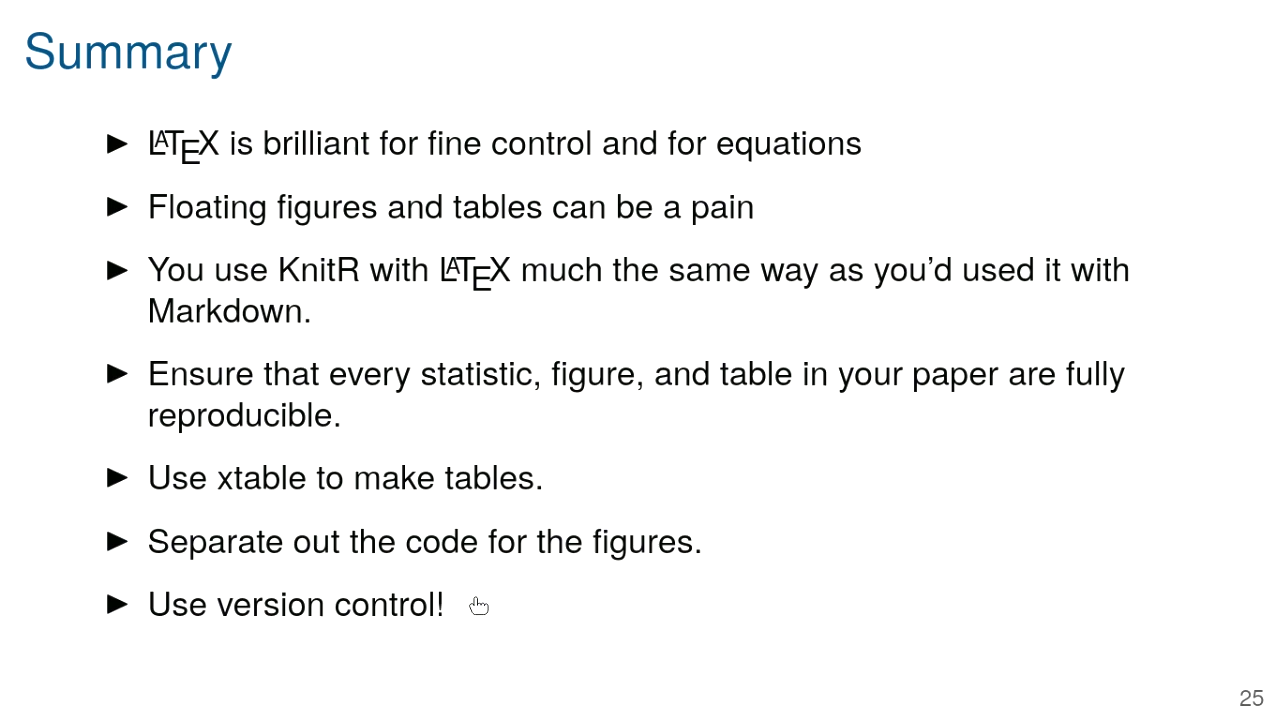 Summary
▶ LATEX is brilliant for fine control and for equations
▶ Floating figures and tables can be a pain
▶ You use KnitR with LATEX much the same way as you’d used it with
Markdown.
▶ Ensure that every statistic, figure, and table in your paper are fully
reproducible.
▶ Use xtable to make tables.
▶ Separate out the code for the figures.
▶ Use version control!
25